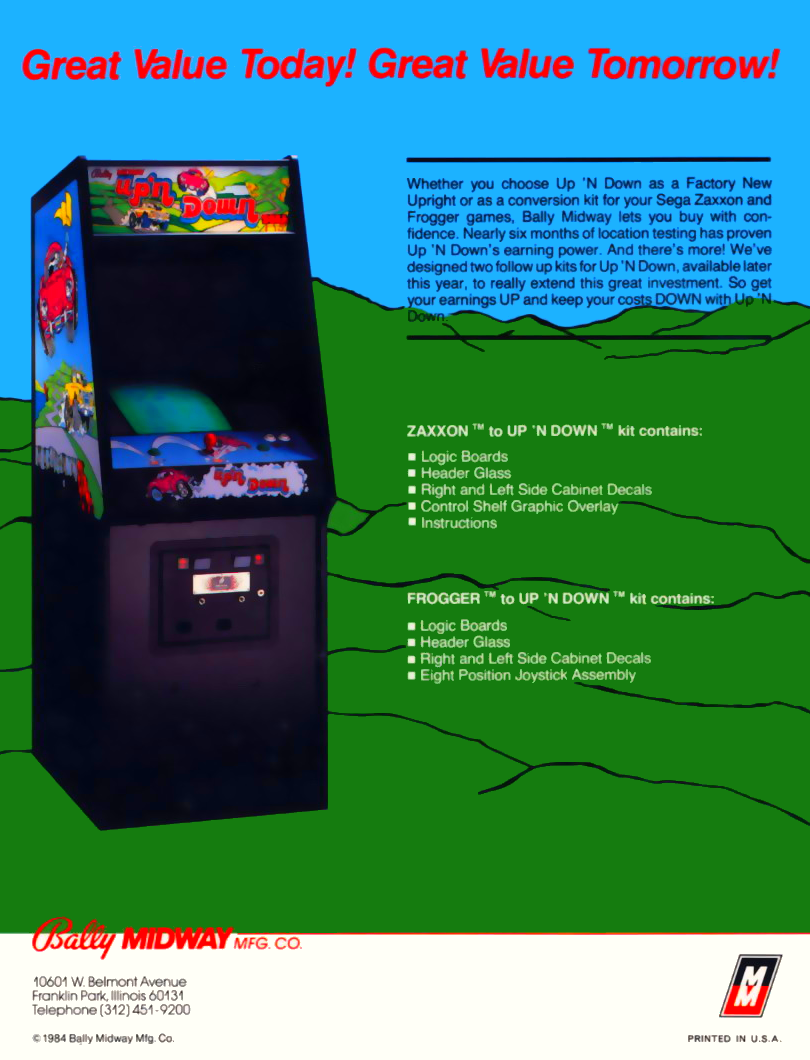 Great Value Today! Great Value Tomorrow!
Bally MIDWAY
Up'n
Down
Whether you choose Up 'N Down as a Factory New
Upright or as a conversion kit for your Sega Zaxxon and
Frogger games, Bally Midway lets you buy with con-
fidence. Nearly six months of location testing has proven
Up 'N Down's earning power. And there's more! We've
designed two follow up kits for Up 'N Down, available later
this year, to really extend this great investment. So get
your earnings UP and keep your costs DOWN with Up 'N
Down.
ZAXXON ™ to UP 'N DOWN ™ kit contains:
■ Logic Boards
■ Header Glass
■ Right and Left Side Cabinet Decals
■ Control Shelf Graphic Overlay
■ Instructions
up'n
Down
FROGGER ™ to UP 'N DOWN ™ kit contains:
■ Logic Boards
■ Header Glass
■ Right and Left Side Cabinet Decals
■ Eight Position Joystick Assembly
Bally MIDWAY MFG. CO.
10601 W. Belmont Avenue
Franklin Park, Illinois 60131
Telephone (312) 451-9200
© 1984 Bally Midway Mfg. Co.
MM
PRINTED IN U.S.A.